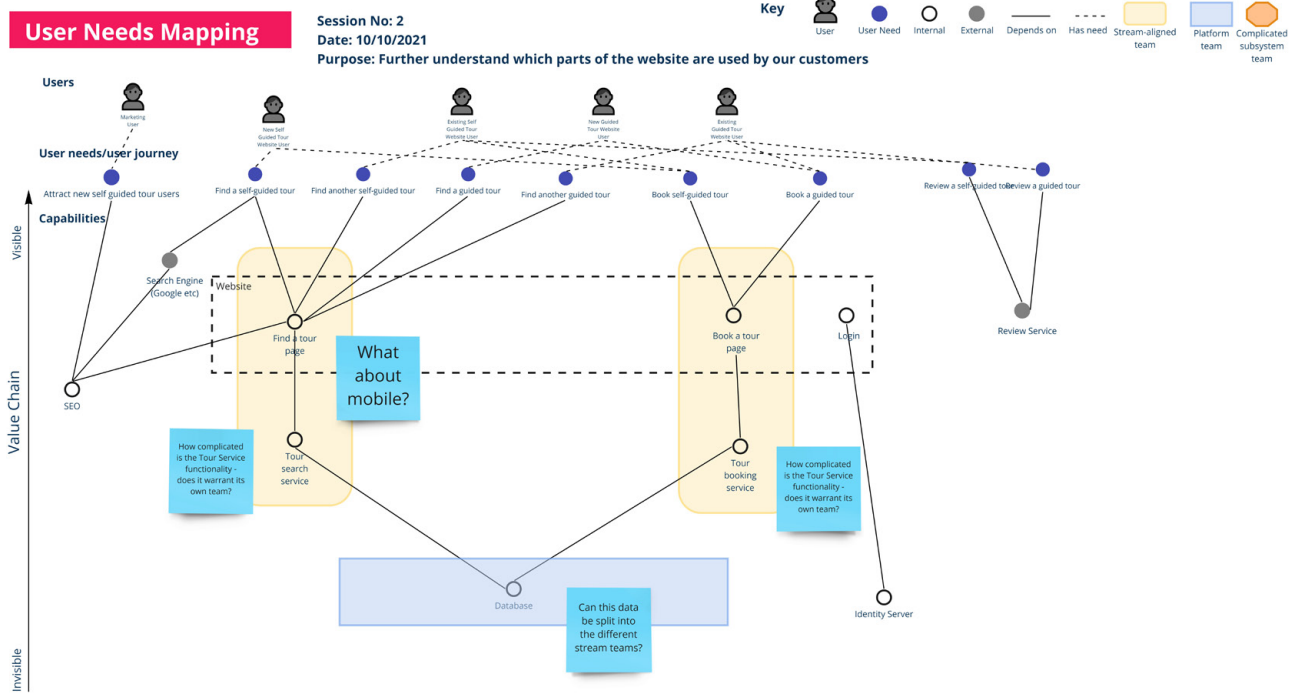 User Needs Mapping
Session No: 2
Date: 10/10/2021
Purpose: Further understand which parts of the website are used by our customers
Key
User
User Need
Internal
External
Depends on
Has need
Stream-aligned
team
Platform
team
Complicated
subsystem
team
Users
Marketing
User
New Self
Guided Tour
Website User
Existing Self
Guided Tour
Website User
New Guided
Tour Website
User
Existing
Guided Tour
Website User
User needs/user journey
Attract new self guided tour users
Find a self-guided tour
Find another self-guided tour
Find a guided tour
Find another guided tour
Book self-guided tour
Book a guided tour
Review a self-guided tour
Review a guided tour
Capabilities
Visible
Value Chain
Invisible
Search Engine
(Google etc)
Website
Find a tour
page
What
about
mobile?
Book a tour
page
Login
Review Service
SEO
How complicated
is the Tour Service
functionality -
does it warrant its
own team?
Tour
search
service
Tour
booking
service
How complicated
is the Tour Service
functionality -
does it warrant its
own team?
Database
Can this data
be split into
the different
stream teams?
Identity Server